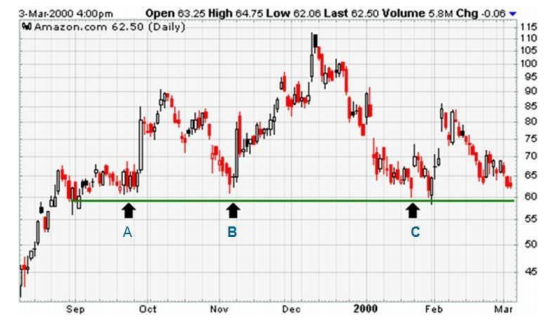 3-Mar-2000 4:00pm Open 63.25 High 64.75 Low 62.06 Last 62.50 Volume 5.8M Chg -0.06
Amazon.com 62.50 (Daily)
115
110
105
100
95
90
85
80
75
70
65
60
55
50
45
A
B
C
Sep Oct Nov Dec 2000 Feb Mar